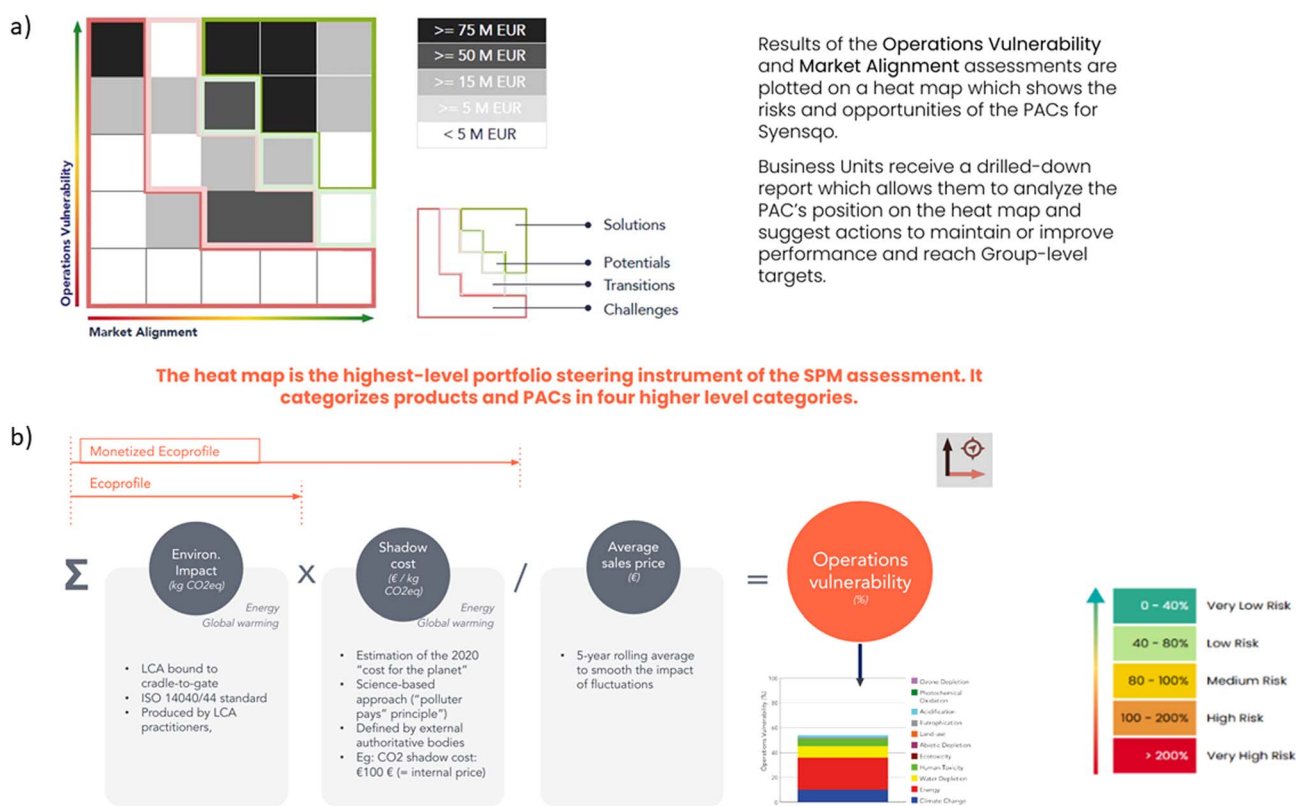 a)
>= 75 M EUR
>= 50 M EUR
>= 15 M EUR
>= 5 M EUR
< 5 M EUR
Operations Vulnerability
Market Alignment
Solutions
Potentials
Transitions
Challenges
Results of the Operations Vulnerability
and Market Alignment assessments are
plotted on a heat map which shows the
risks and opportunities of the PACs for
Syensqo.
Business Units receive a drilled-down
report which allows them to analyze the
PAC's position on the heat map and
suggest actions to maintain or improve
performance and reach Group-level
targets.
The heat map is the highest-level portfolio steering instrument of the SPM assessment. It
categorizes products and PACs in four higher level categories.
b)
Monetized Ecoprofile
Ecoprofile
Σ
Environ.
Impact
(kg CO2eq)
Energy
Global warming
• LCA bound to
cradle-to-gate
• ISO 14040/44 standard
• Produced by LCA
practitioners,
x
Shadow
cost
(€ / kg
CO2eq)
Energy
Global warming
• Estimation of the 2020
"cost for the planet"
• Science-based
approach ("polluter
pays" principle")
• Defined by external
authoritative bodies
• Eg: CO2 shadow cost:
€100 € (= internal price)
/
Average
sales price
(€)
• 5-year rolling average
to smooth the impact
of fluctuations
=
Operations
vulnerability
(%)
Operations Vulnerability (%)
100
80
60
40
20
0
Ozone Depletion
Photochemical
Oxidation
Acidification
Eutrophication
Land use
Abiotic Depletion
Ecotoxicity
Human Toxicity
Water Depletion
Energy
Climate Change
0 – 40% Very Low Risk
40 – 80% Low Risk
80 – 100% Medium Risk
100 – 200% High Risk
> 200% Very High Risk